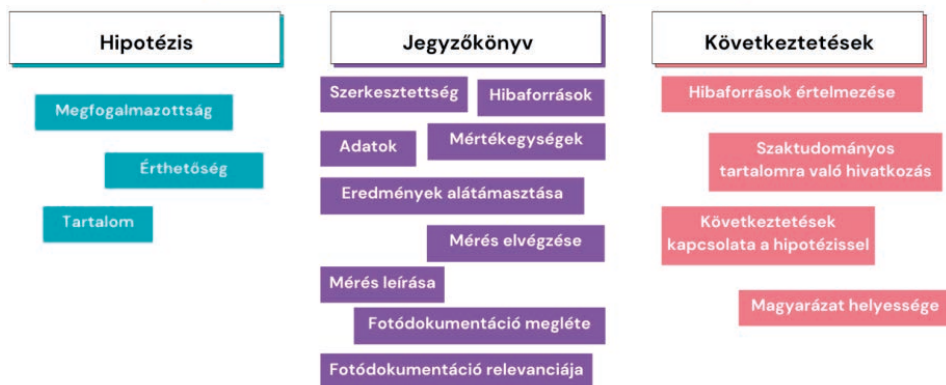 Hipotézis
Megfogalmazottság
Érthetőség
Tartalom
Jegyzőkönyv
Szerkesztettség
Hibaforrások
Adatok
Mértékegységek
Eredmények alátámasztása
Mérés elvégzése
Mérés leírása
Fotódokumentáció megléte
Fotódokumentáció relevanciája
Következtetések
Hibaforrások értelmezése
Szaktudományos
tartalomra való hivatkozás
Következtetések
kapcsolata a hipotézissel
Magyarázat helyessége